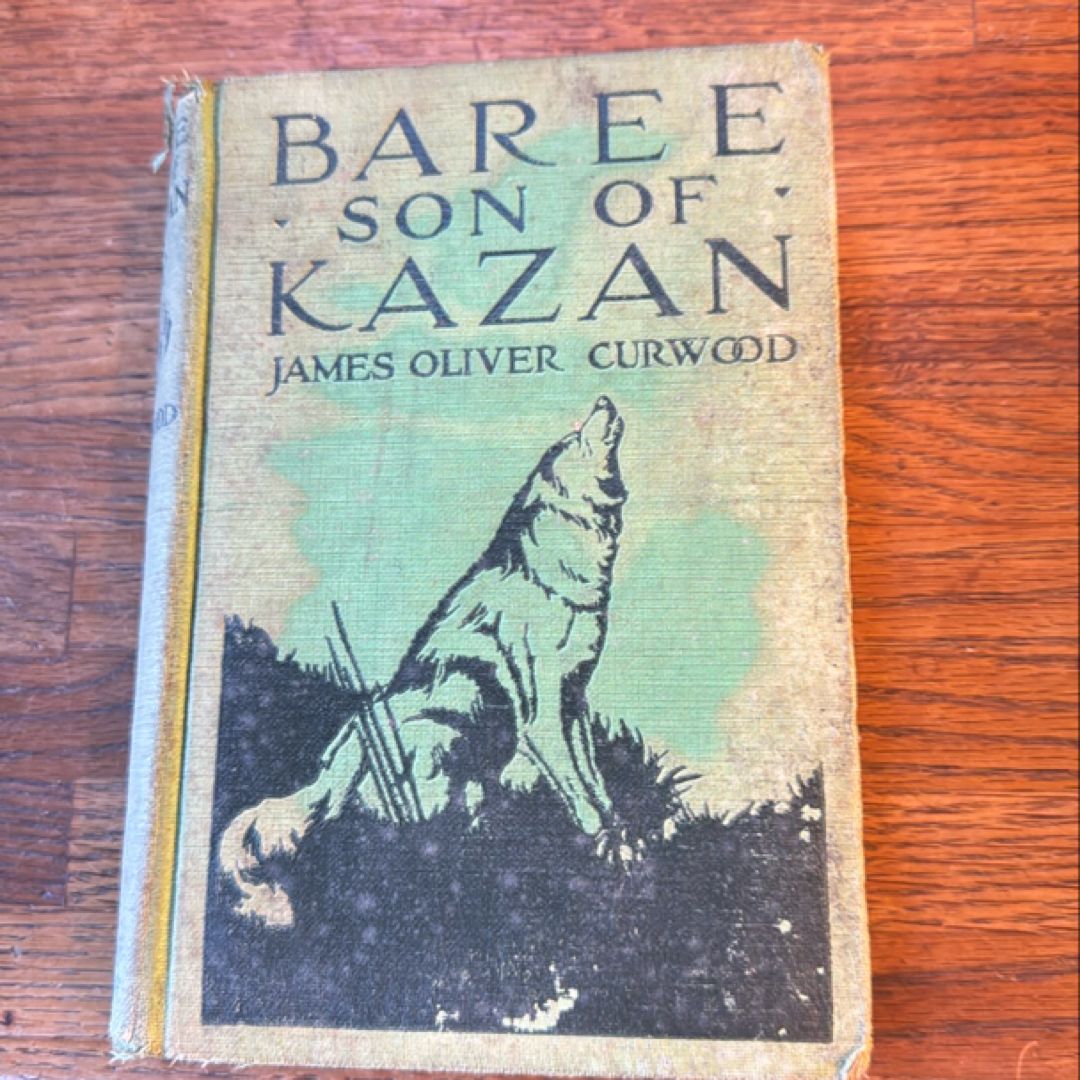 BAREE
· SON OF ·
KAZAN
JAMES OLIVER CURWOOD